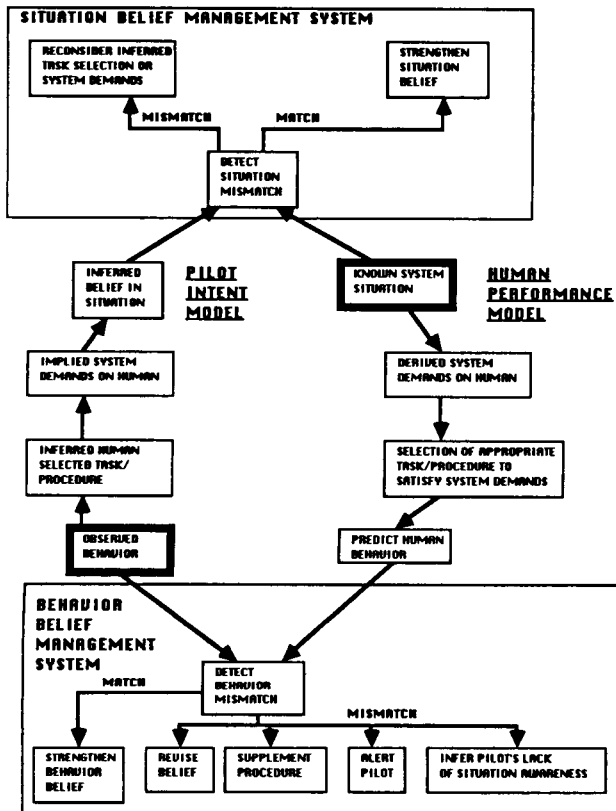 SITUATION BELIEF MANAGEMENT SYSTEM
RECONSIDER INFERRED
TASK SELECTION OR
SYSTEM DEMANDS
STRENGTHEN
SITUATION
BELIEF
MISMATCH
MATCH
DETECT
SITUATION
MISMATCH
INFERRED
BELIEF IN
SITUATION
PILOT
INTENT
MODEL
KNOWN SYSTEM
SITUATION
HUMAN
PERFORMANCE
MODEL
IMPLIED SYSTEM
DEMANDS ON HUMAN
DERIVED SYSTEM
DEMANDS ON HUMAN
INFERRED HUMAN
SELECTED TASK/
PROCEDURE
SELECTION OF APPROPRIATE
TASK/PROCEDURE TO
SATISFY SYSTEM DEMANDS
OBSERVED
BEHAVIOR
PREDICT HUMAN
BEHAVIOR
BEHAVIOR
BELIEF
MANAGEMENT
SYSTEM
DETECT
BEHAVIOR
MISMATCH
MATCH
MISMATCH
STRENGTHEN
BEHAVIOR
BELIEF
REVISE
BELIEF
SUPPLEMENT
PROCEDURE
ALERT
PILOT
INFER PILOT'S LACK
OF SITUATION AWARENESS